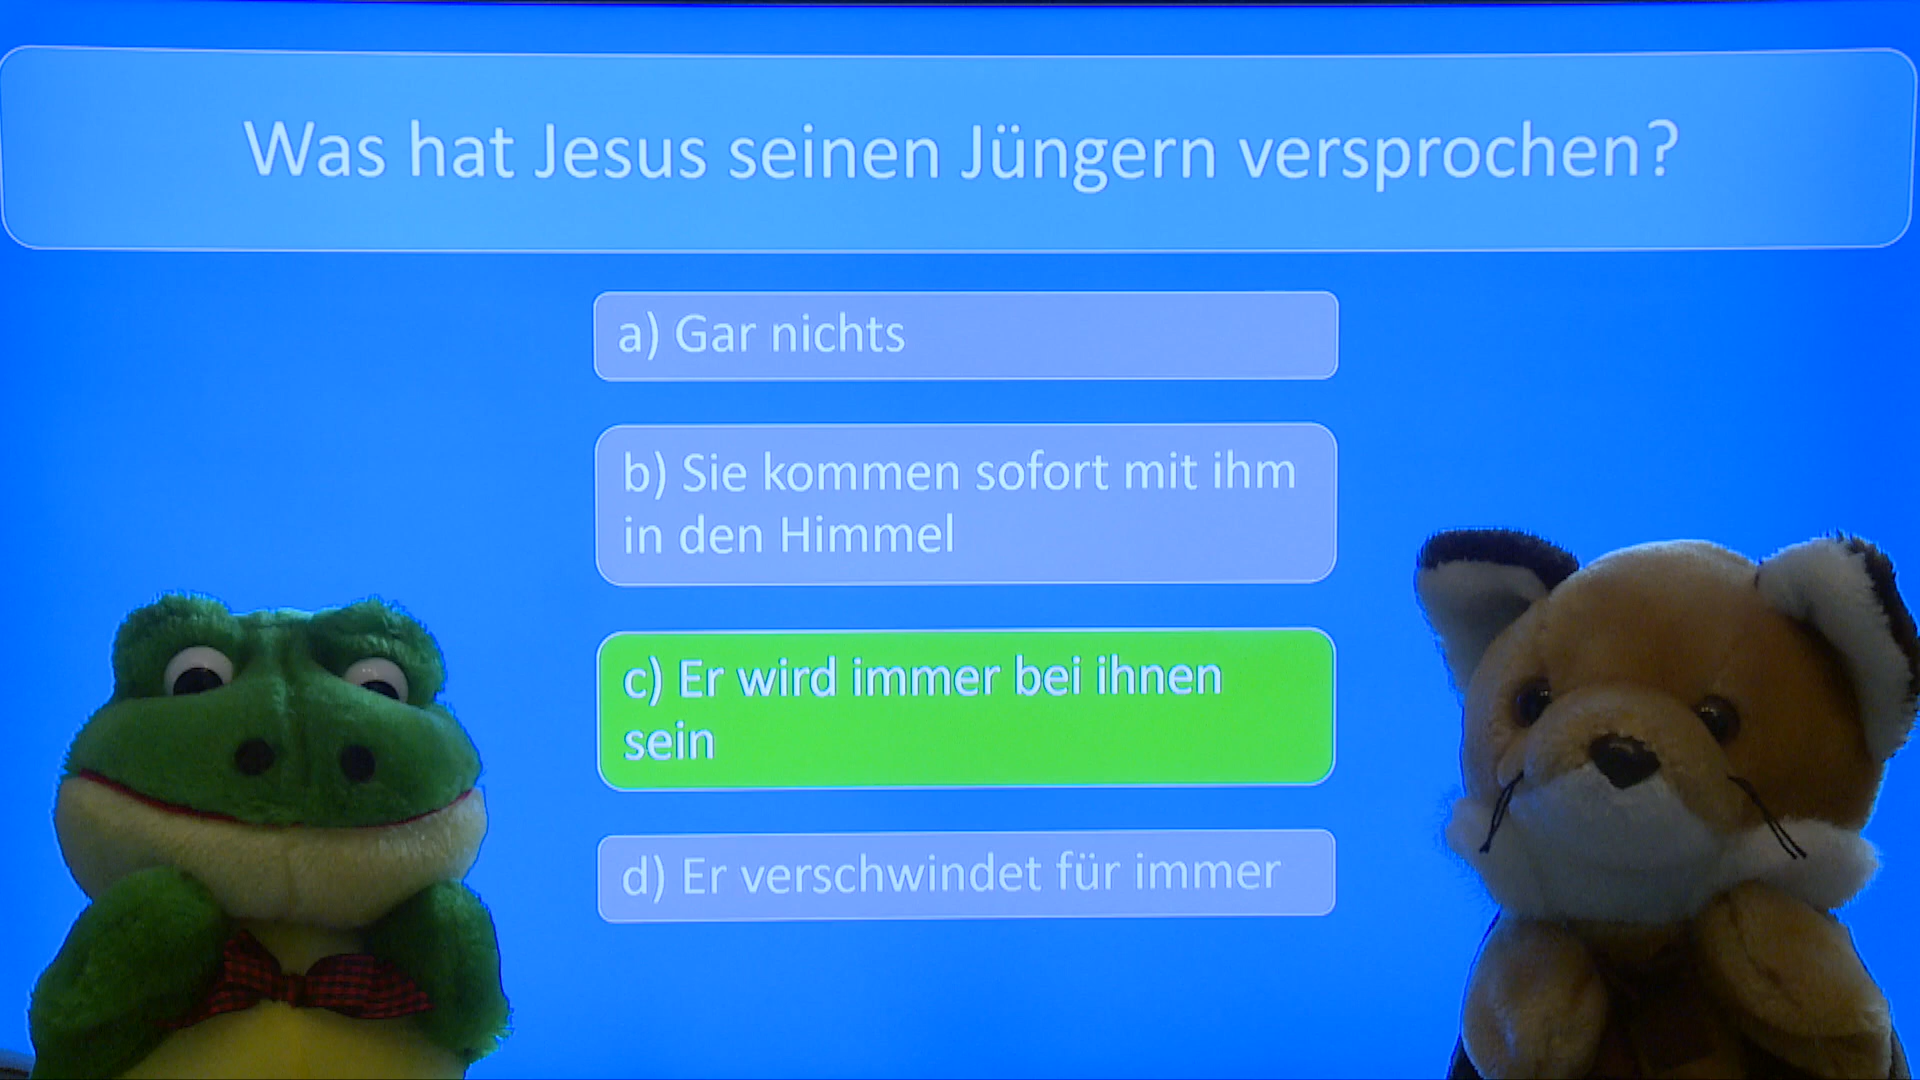 Was hat Jesus seinen Jüngern versprochen?
a) Gar nichts
b) Sie kommen sofort mit ihm
in den Himmel
c) Er wird immer bei ihnen
sein
d) Er verschwindet für immer